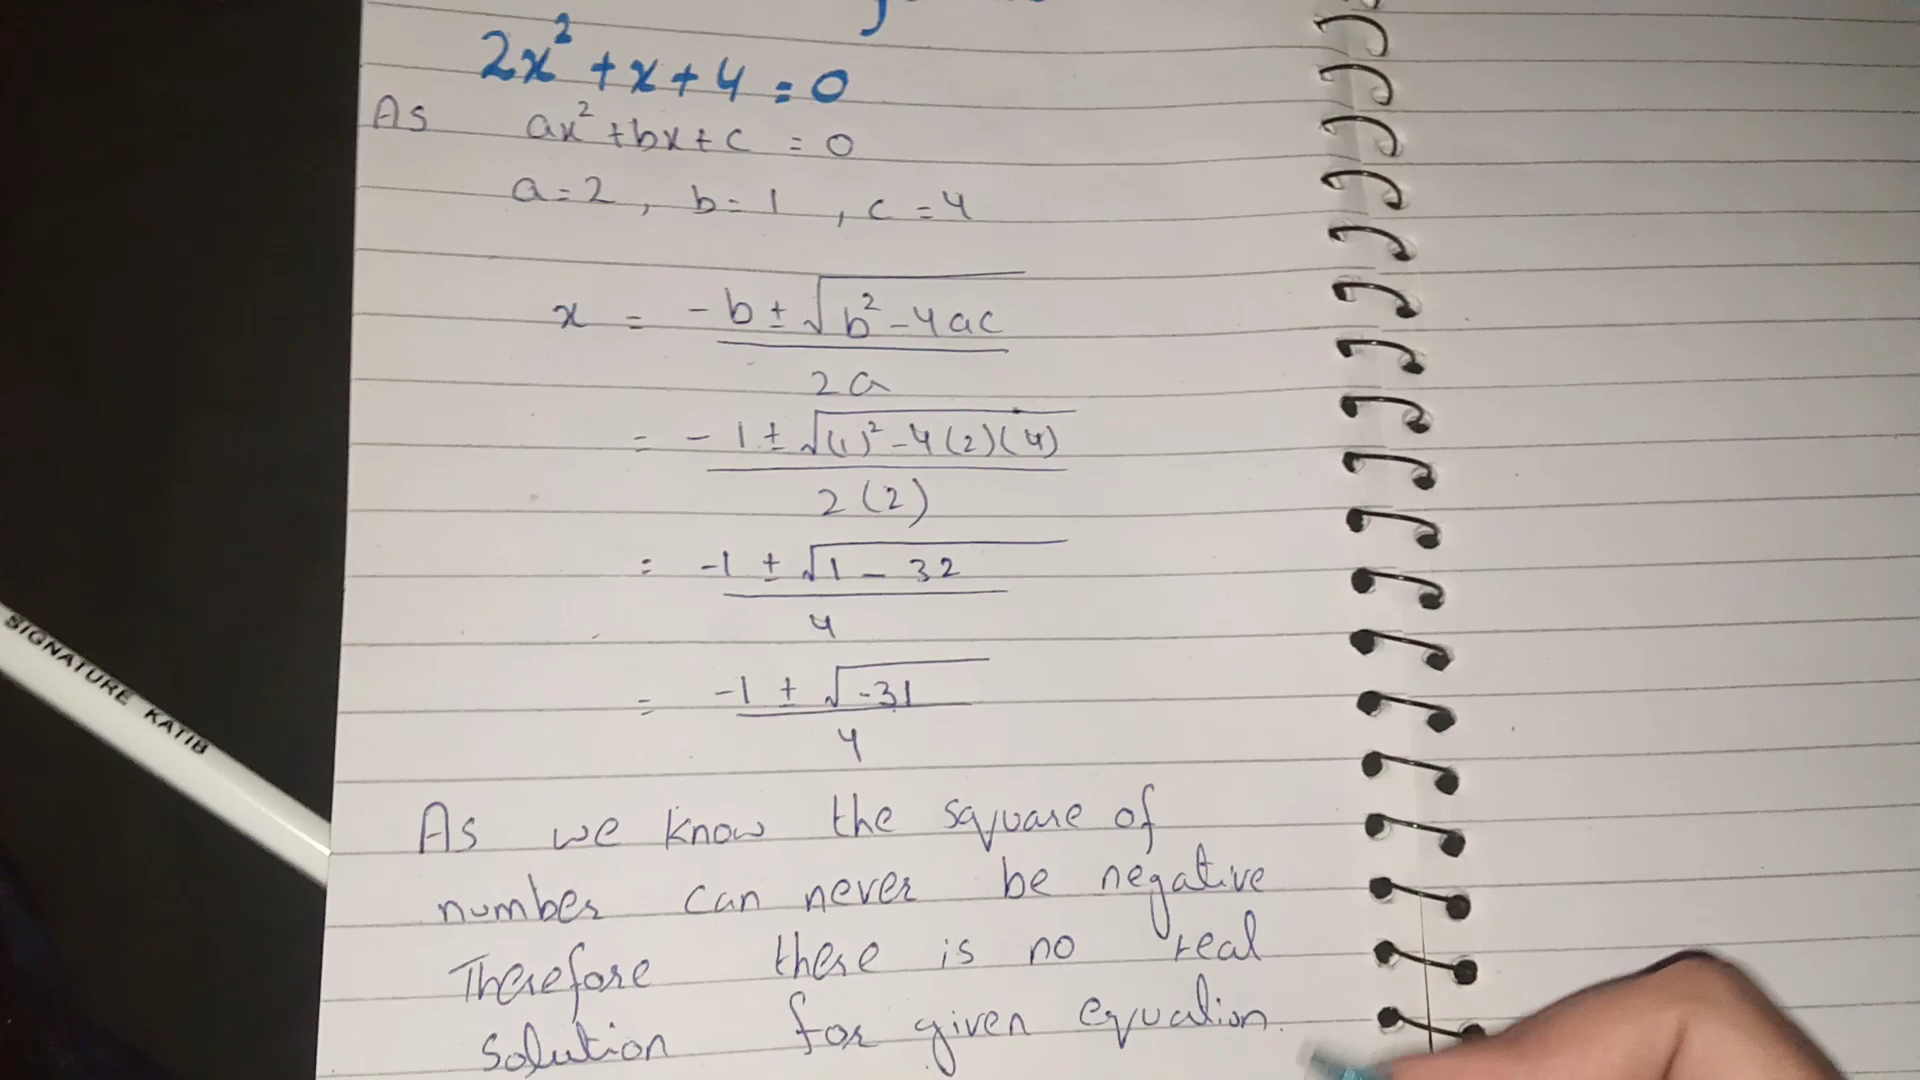 2x² + x + 4 = 0
As ax² + bx + c = 0
a = 2 , b = 1 , c = 4
x = -b ± √b² - 4ac
2a
= - 1 ± √(1)² - 4(2)(4)
2(2)
= -1 ± √1 - 32
4
= -1 ± √-31
4
As we know the square of
number can never be negative
Therefore there is no real
solution for given equation.
SIGNATURE KATIB